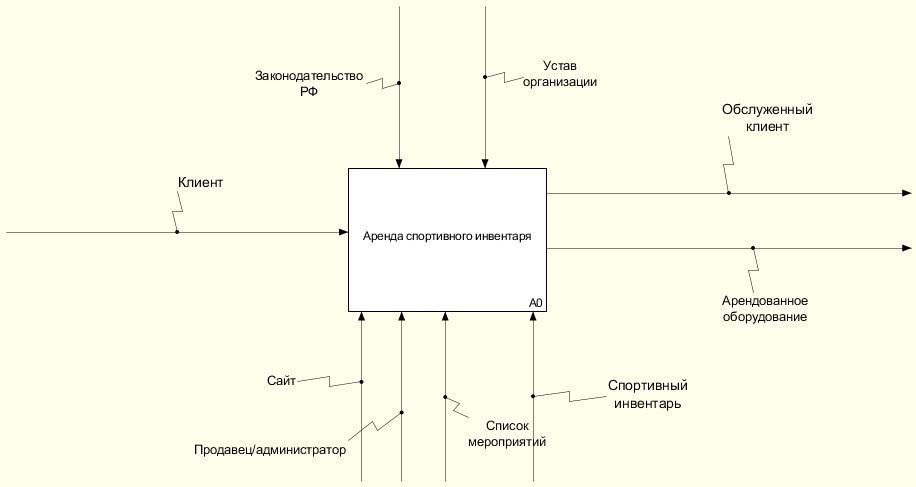 Законодательство
РФ
Устав
организации
Обслуженный
клиент
Клиент
Аренда спортивного инвентаря
A0
Арендованное
оборудование
Сайт
Спортивный
инвентарь
Список
мероприятий
Продавец/администратор